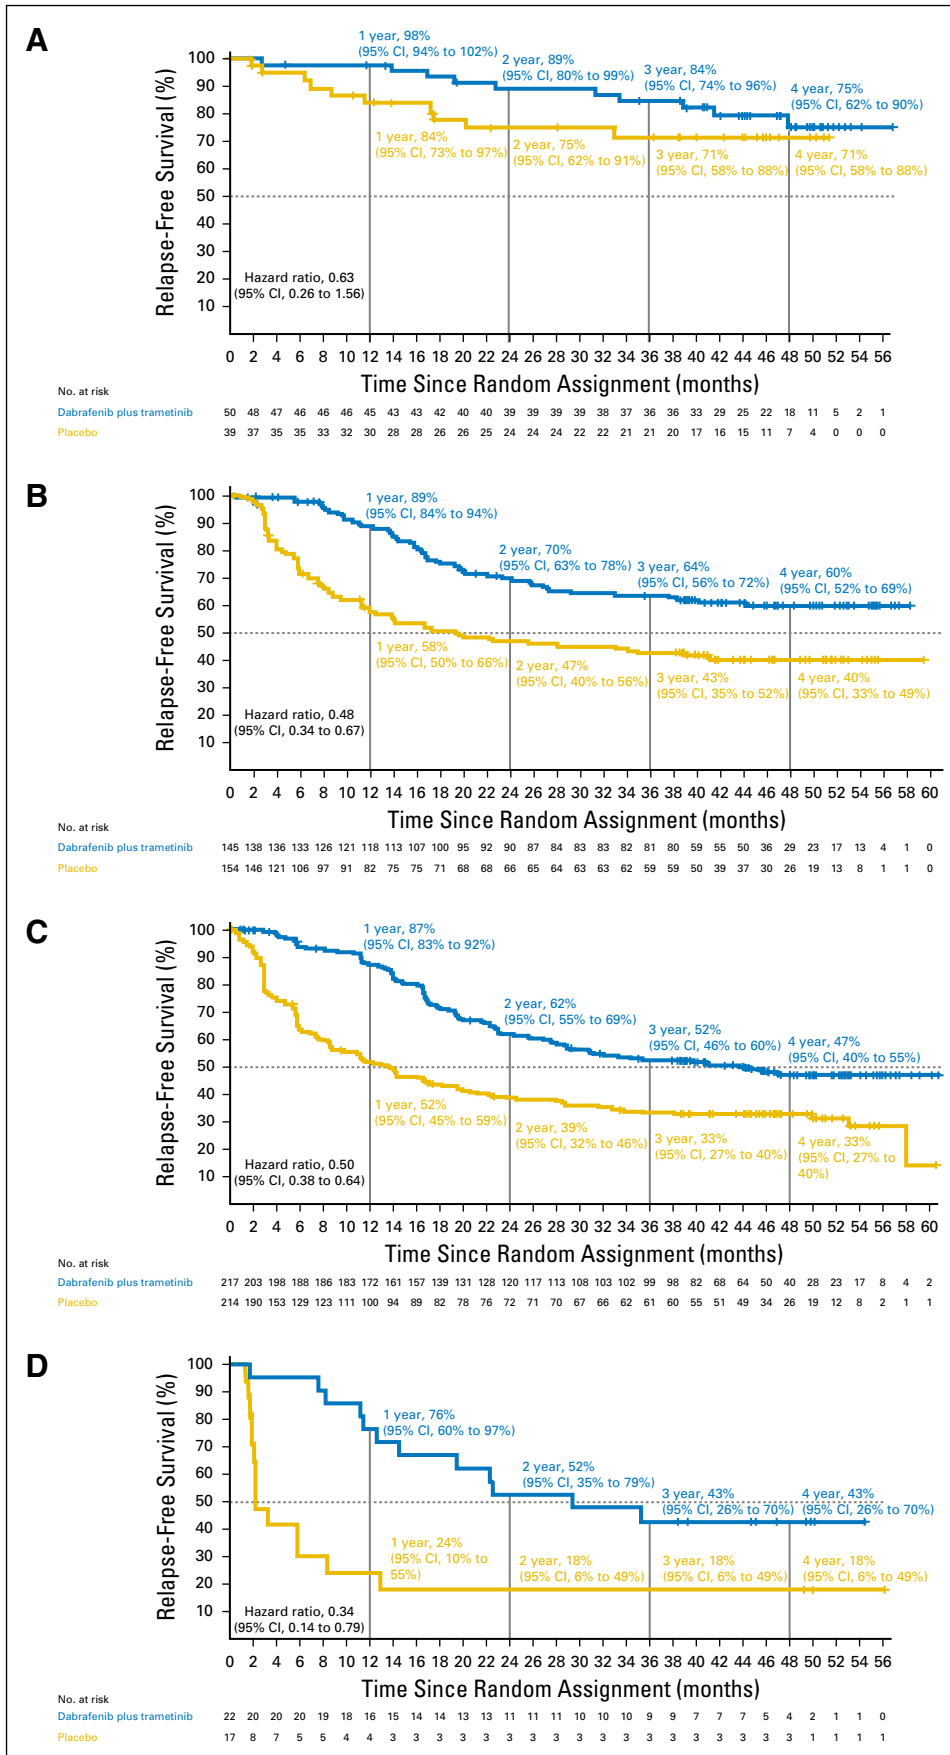 A
Relapse-Free Survival (%)
100
90
80
70
60
50
40
30
20
10
1 year, 98%
(95% CI, 94% to 102%)
2 year, 89%
(95% CI, 80% to 99%)
3 year, 84%
(95% CI, 74% to 96%)
4 year, 75%
(95% CI, 62% to 90%)
1 year, 84%
(95% CI, 73% to 97%)
2 year, 75%
(95% CI, 62% to 91%)
3 year, 71%
(95% CI, 58% to 88%)
4 year, 71%
(95% CI, 58% to 88%)
Hazard ratio, 0.63
(95% CI, 0.26 to 1.56)
0 2 4 6 8 10 12 14 16 18 20 22 24 26 28 30 32 34 36 38 40 42 44 46 48 50 52 54 56
Time Since Random Assignment (months)
No. at risk
Dabrafenib plus trametinib 50 48 47 46 46 46 45 43 43 42 40 40 39 39 39 39 38 37 36 36 33 29 25 22 18 11 5 2 1
Placebo 39 37 35 35 33 32 30 28 28 26 26 25 24 24 24 22 22 21 21 20 17 16 15 11 7 4 0 0 0
B
Relapse-Free Survival (%)
100
90
80
70
60
50
40
30
20
10
1 year, 89%
(95% CI, 84% to 94%)
2 year, 70%
(95% CI, 63% to 78%)
3 year, 64%
(95% CI, 56% to 72%)
4 year, 60%
(95% CI, 52% to 69%)
1 year, 58%
(95% CI, 50% to 66%)
2 year, 47%
(95% CI, 40% to 56%)
3 year, 43%
(95% CI, 35% to 52%)
4 year, 40%
(95% CI, 33% to 49%)
Hazard ratio, 0.48
(95% CI, 0.34 to 0.67)
0 2 4 6 8 10 12 14 16 18 20 22 24 26 28 30 32 34 36 38 40 42 44 46 48 50 52 54 56 58 60
Time Since Random Assignment (months)
No. at risk
Dabrafenib plus trametinib 145 138 136 133 126 121 118 113 107 100 95 92 90 87 84 83 83 82 81 80 59 55 50 36 29 23 17 13 4 1 0
Placebo 154 146 121 106 97 91 82 75 75 71 68 68 66 65 64 63 63 62 59 59 50 39 37 30 26 19 13 8 1 1 0
C
Relapse-Free Survival (%)
100
90
80
70
60
50
40
30
20
10
1 year, 87%
(95% CI, 83% to 92%)
2 year, 62%
(95% CI, 55% to 69%)
3 year, 52%
(95% CI, 46% to 60%)
4 year, 47%
(95% CI, 40% to 55%)
1 year, 52%
(95% CI, 45% to 59%)
2 year, 39%
(95% CI, 32% to 46%)
3 year, 33%
(95% CI, 27% to 40%)
4 year, 33%
(95% CI, 27% to
40%)
Hazard ratio, 0.50
(95% CI, 0.38 to 0.64)
0 2 4 6 8 10 12 14 16 18 20 22 24 26 28 30 32 34 36 38 40 42 44 46 48 50 52 54 56 58 60
Time Since Random Assignment (months)
No. at risk
Dabrafenib plus trametinib 217 203 198 188 186 183 172 161 157 139 131 128 120 117 113 108 103 102 99 98 82 68 64 50 40 28 23 17 8 4 2
Placebo 214 190 153 129 123 111 100 94 89 82 78 76 72 71 70 67 66 62 61 60 55 51 49 34 26 19 12 8 2 1 1
D
Relapse-Free Survival (%)
100
90
80
70
60
50
40
30
20
10
1 year, 76%
(95% CI, 60% to 97%)
2 year, 52%
(95% CI, 35% to 79%)
3 year, 43%
(95% CI, 26% to 70%)
4 year, 43%
(95% CI, 26% to 70%)
1 year, 24%
(95% CI, 10% to
55%)
2 year, 18%
(95% CI, 6% to 49%)
3 year, 18%
(95% CI, 6% to 49%)
4 year, 18%
(95% CI, 6% to 49%)
Hazard ratio, 0.34
(95% CI, 0.14 to 0.79)
0 2 4 6 8 10 12 14 16 18 20 22 24 26 28 30 32 34 36 38 40 42 44 46 48 50 52 54 56
Time Since Random Assignment (months)
No. at risk
Dabrafenib plus trametinib 22 20 20 20 19 18 16 15 14 14 13 13 11 11 11 10 10 10 9 9 7 7 7 5 4 2 1 1 0
Placebo 17 8 7 5 5 4 4 3 3 3 3 3 3 3 3 3 3 3 3 3 3 3 3 3 3 1 1 1 1